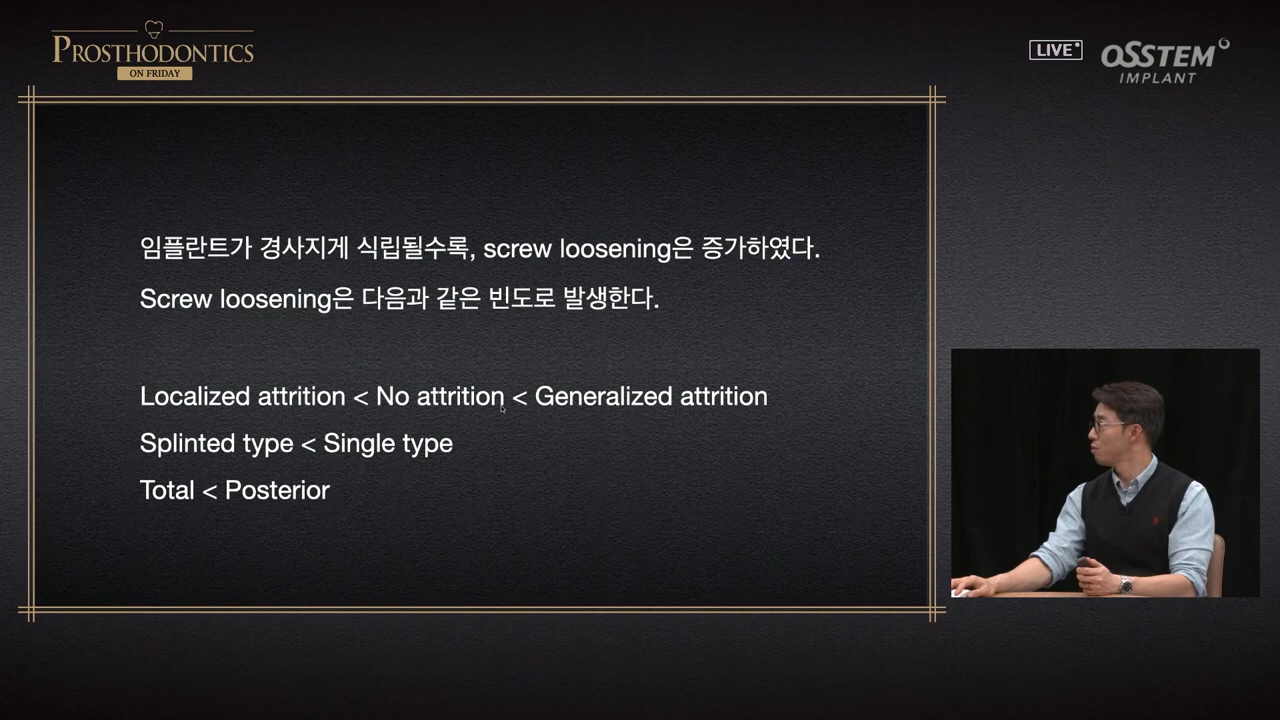 PROSTHODONTICS
ON FRIDAY
LIVE
OSSTEM
IMPLANT
임플란트가 경사지게 식립될수록, screw loosening은 증가하였다.
Screw loosening은 다음과 같은 빈도로 발생한다.
Localized attrition < No attrition < Generalized attrition
Splinted type < Single type
Total < Posterior